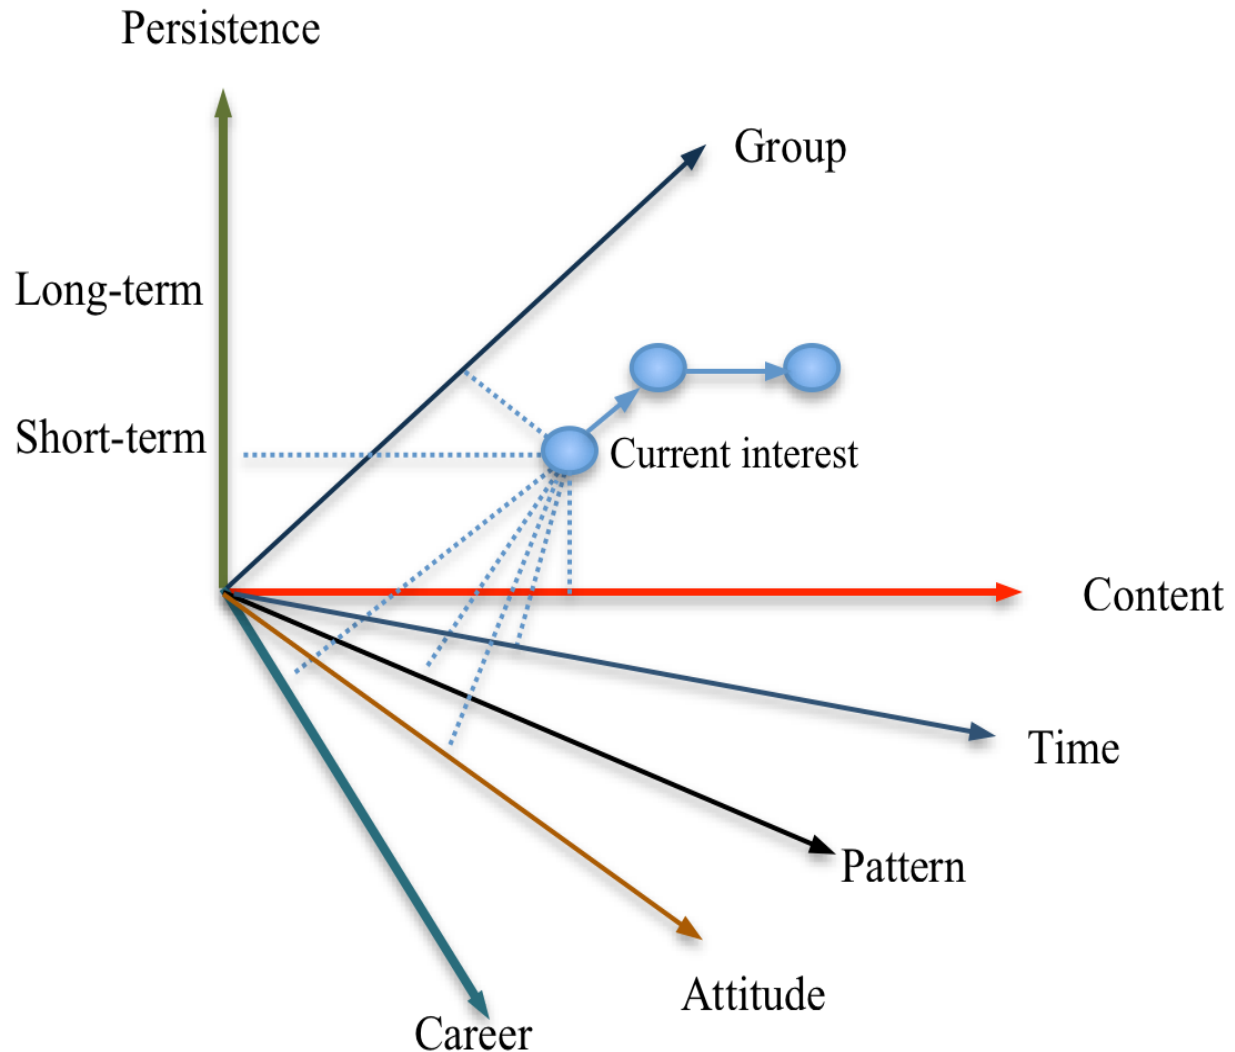 Persistence
Group
Long-term
Short-term
Current interest
Content
Time
Pattern
Attitude
Career